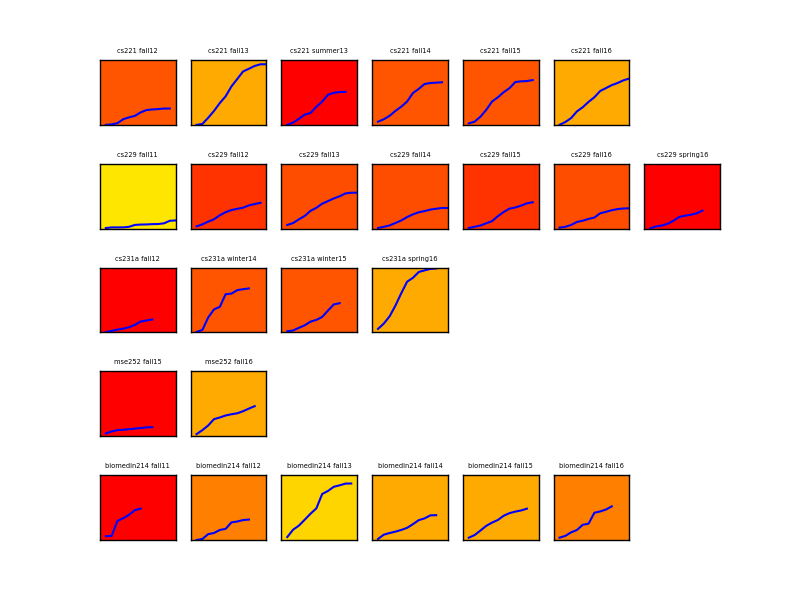 cs221 fall12 cs221 fall13 cs221 summer13 cs221 fall14 cs221 fall15 cs221 fall16
cs229 fall11 cs229 fall12 cs229 fall13 cs229 fall14 cs229 fall15 cs229 fall16 cs229 spring16
cs231a fall12 cs231a winter14 cs231a winter15 cs231a spring16
mse252 fall15 mse252 fall16
biomedin214 fall11 biomedin214 fall12 biomedin214 fall13 biomedin214 fall14 biomedin214 fall15 biomedin214 fall16